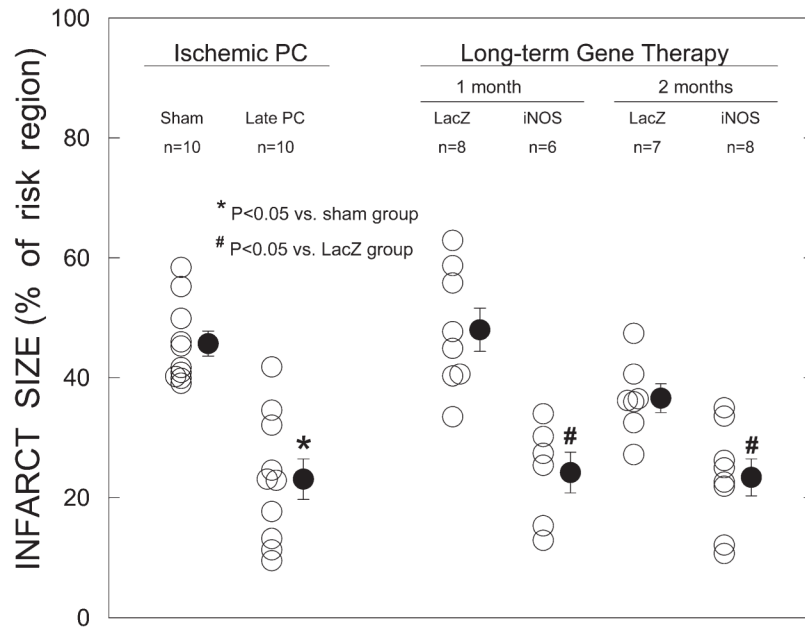 INFARCT SIZE (% of risk region)
100
80
60
40
20
0
Ischemic PC
Long-term Gene Therapy
1 month
2 months
Sham
Late PC
LacZ
iNOS
LacZ
iNOS
n=10
n=10
n=8
n=6
n=7
n=8
* P<0.05 vs. sham group
# P<0.05 vs. LacZ group
*
#
#